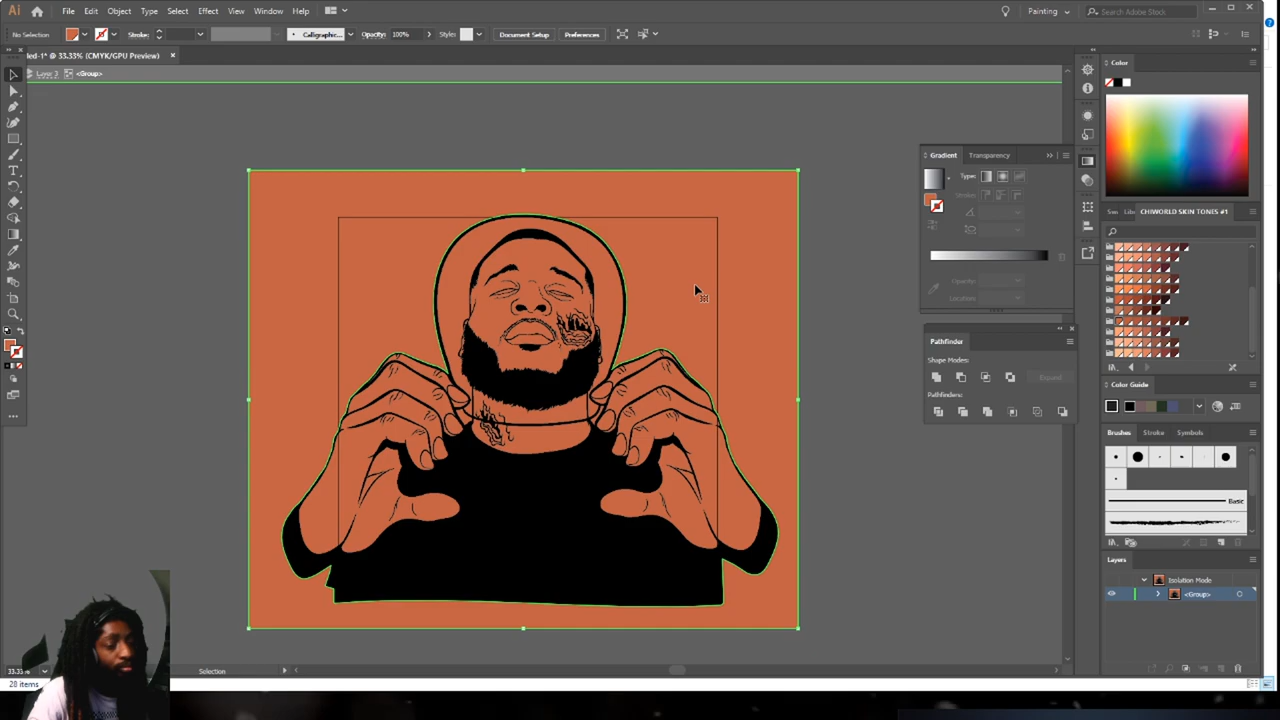 Ai File Edit Object Type Select Effect View Window Help Painting Search Adobe Stock
No Selection Stroke: Calligraphic... Opacity: 100% Styles Document Setup Preferences
led-1* @ 33.33% (CMYK/GPU Preview)
Layer 3 <Group>
Color
Gradient Transparency
Type:
Stroke:
Opacity:
Location:
CHIWORLD SKIN TONES #1
Pathfinder
Shape Modes:
Expand
Pathfinders:
Color Guide
Brushes Stroke Symbols
Basic
Layers
Isolation Mode
<Group>
33.33% Selection
28 items